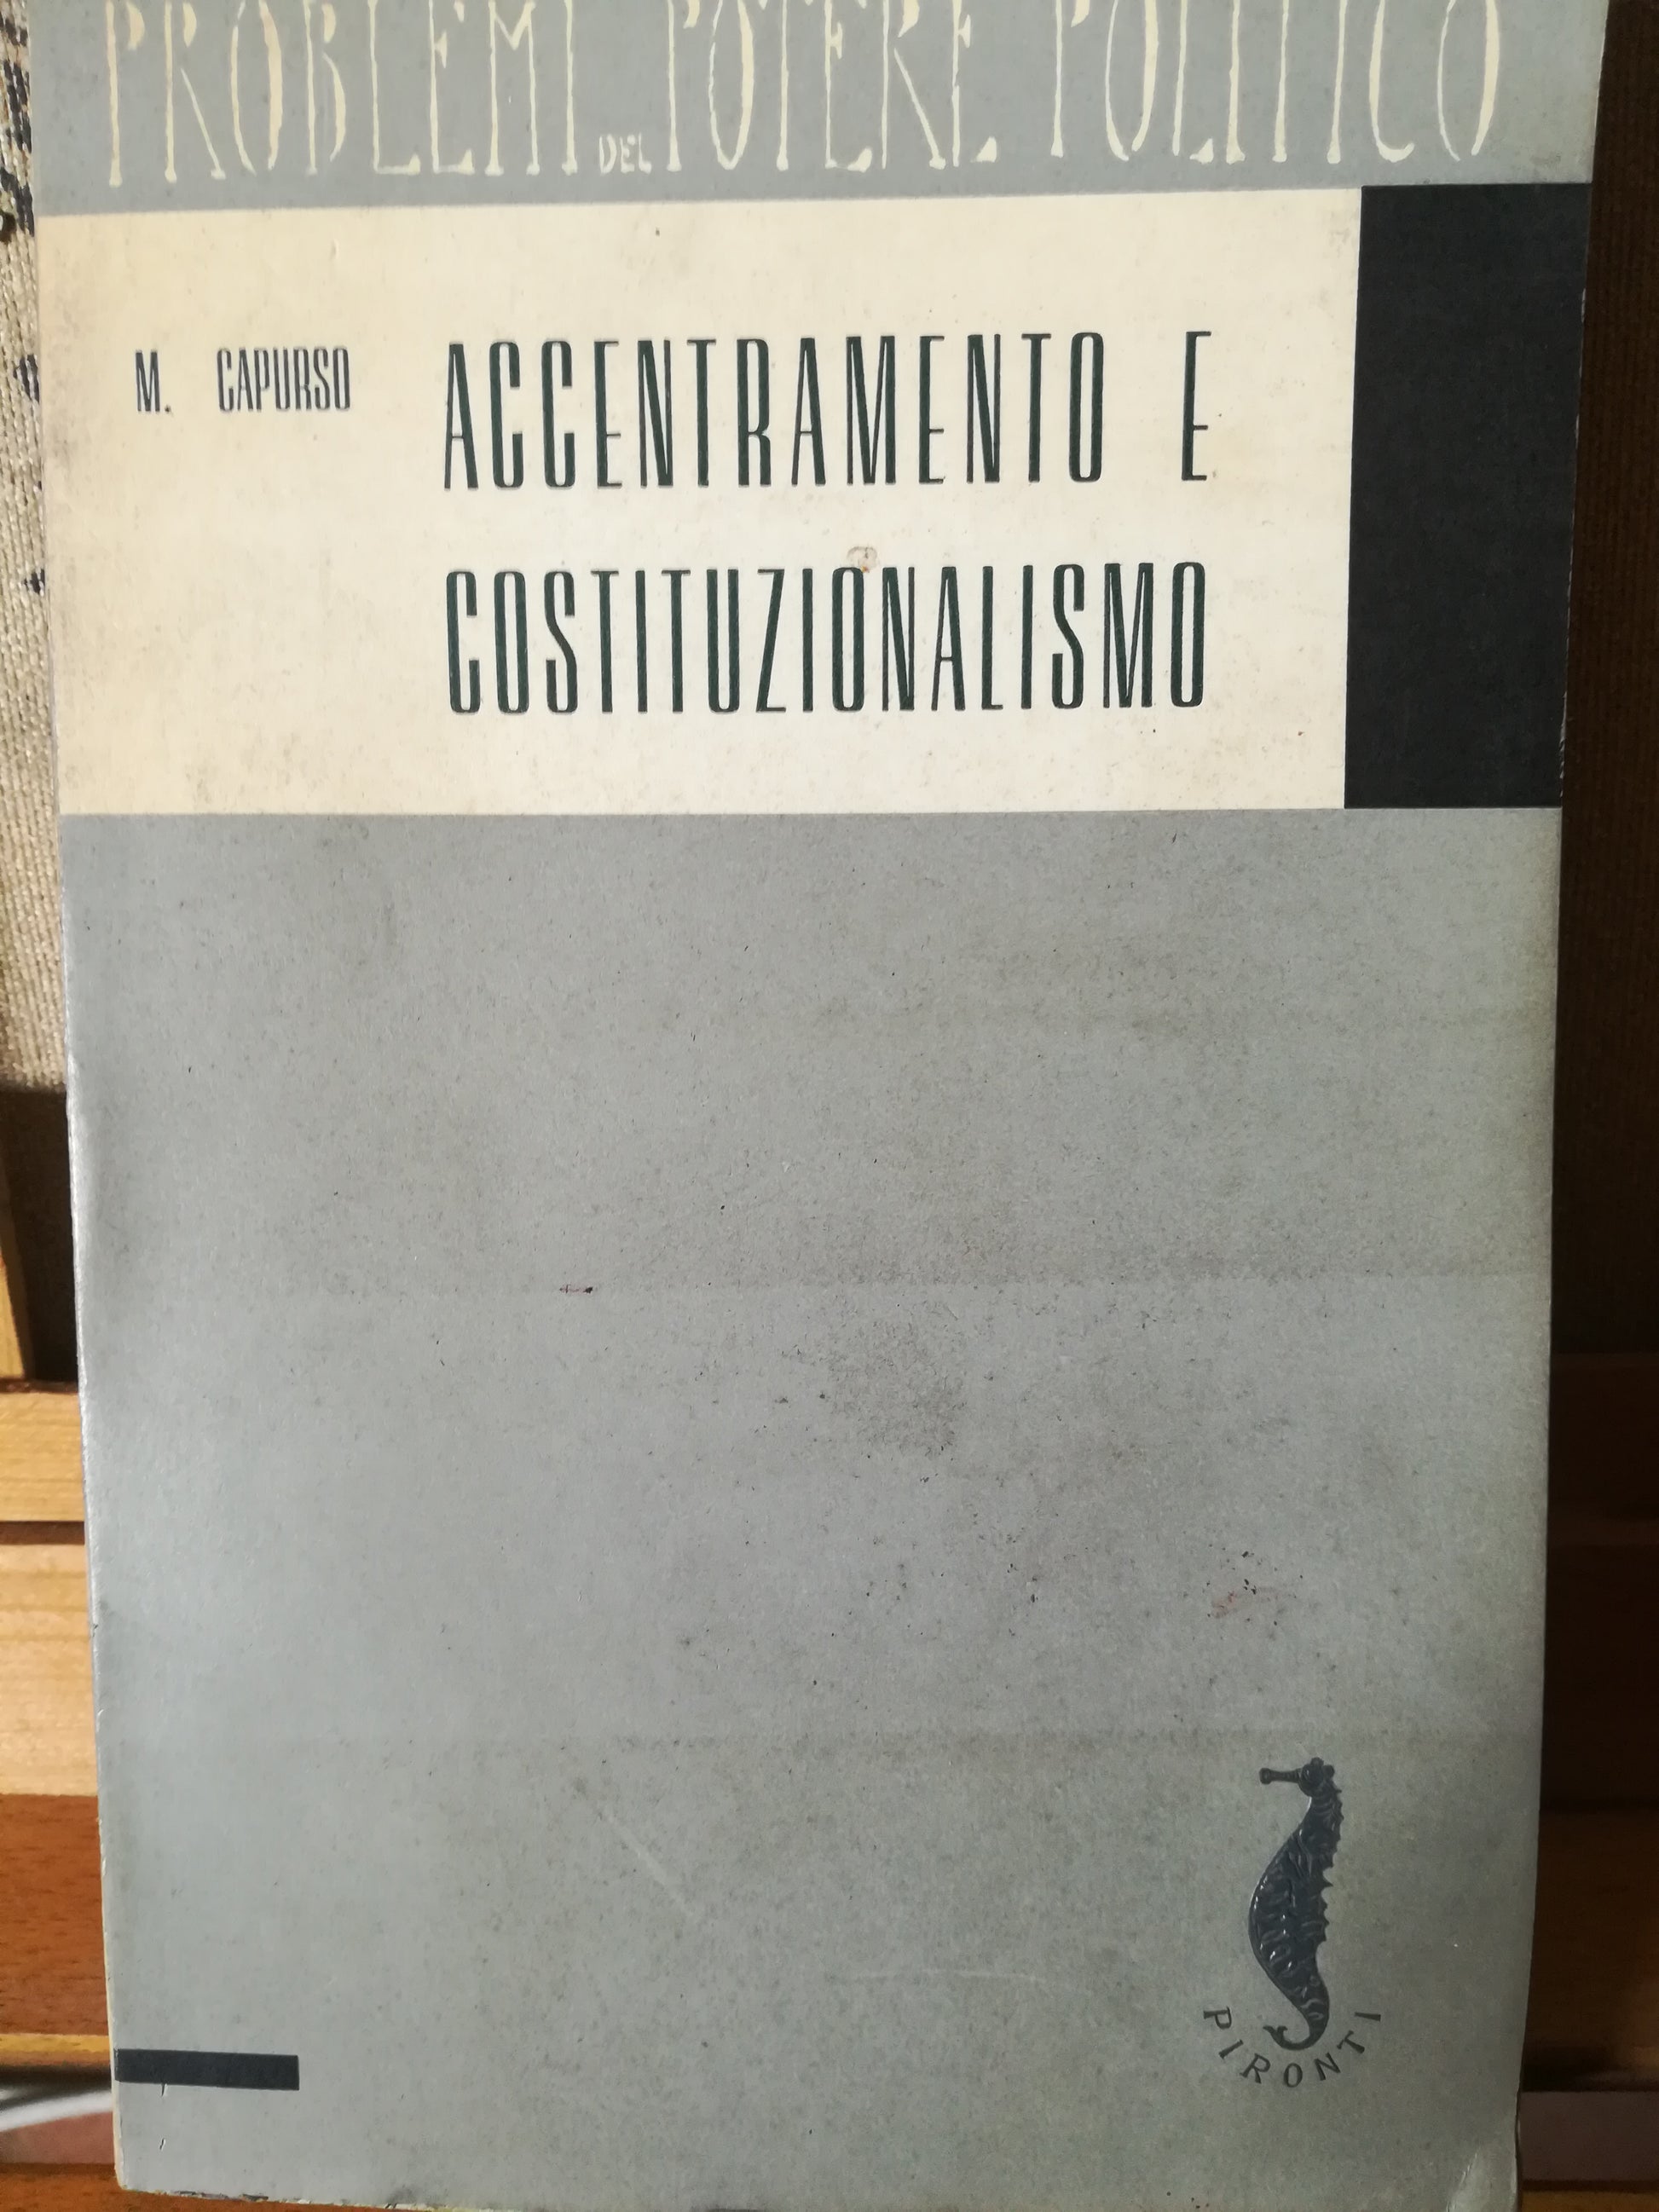 PROBLEMI DEL POTERE POLITICO
M. CAPURSO
ACCENTRAMENTO E
COSTITUZIONALISMO
PIRONTI